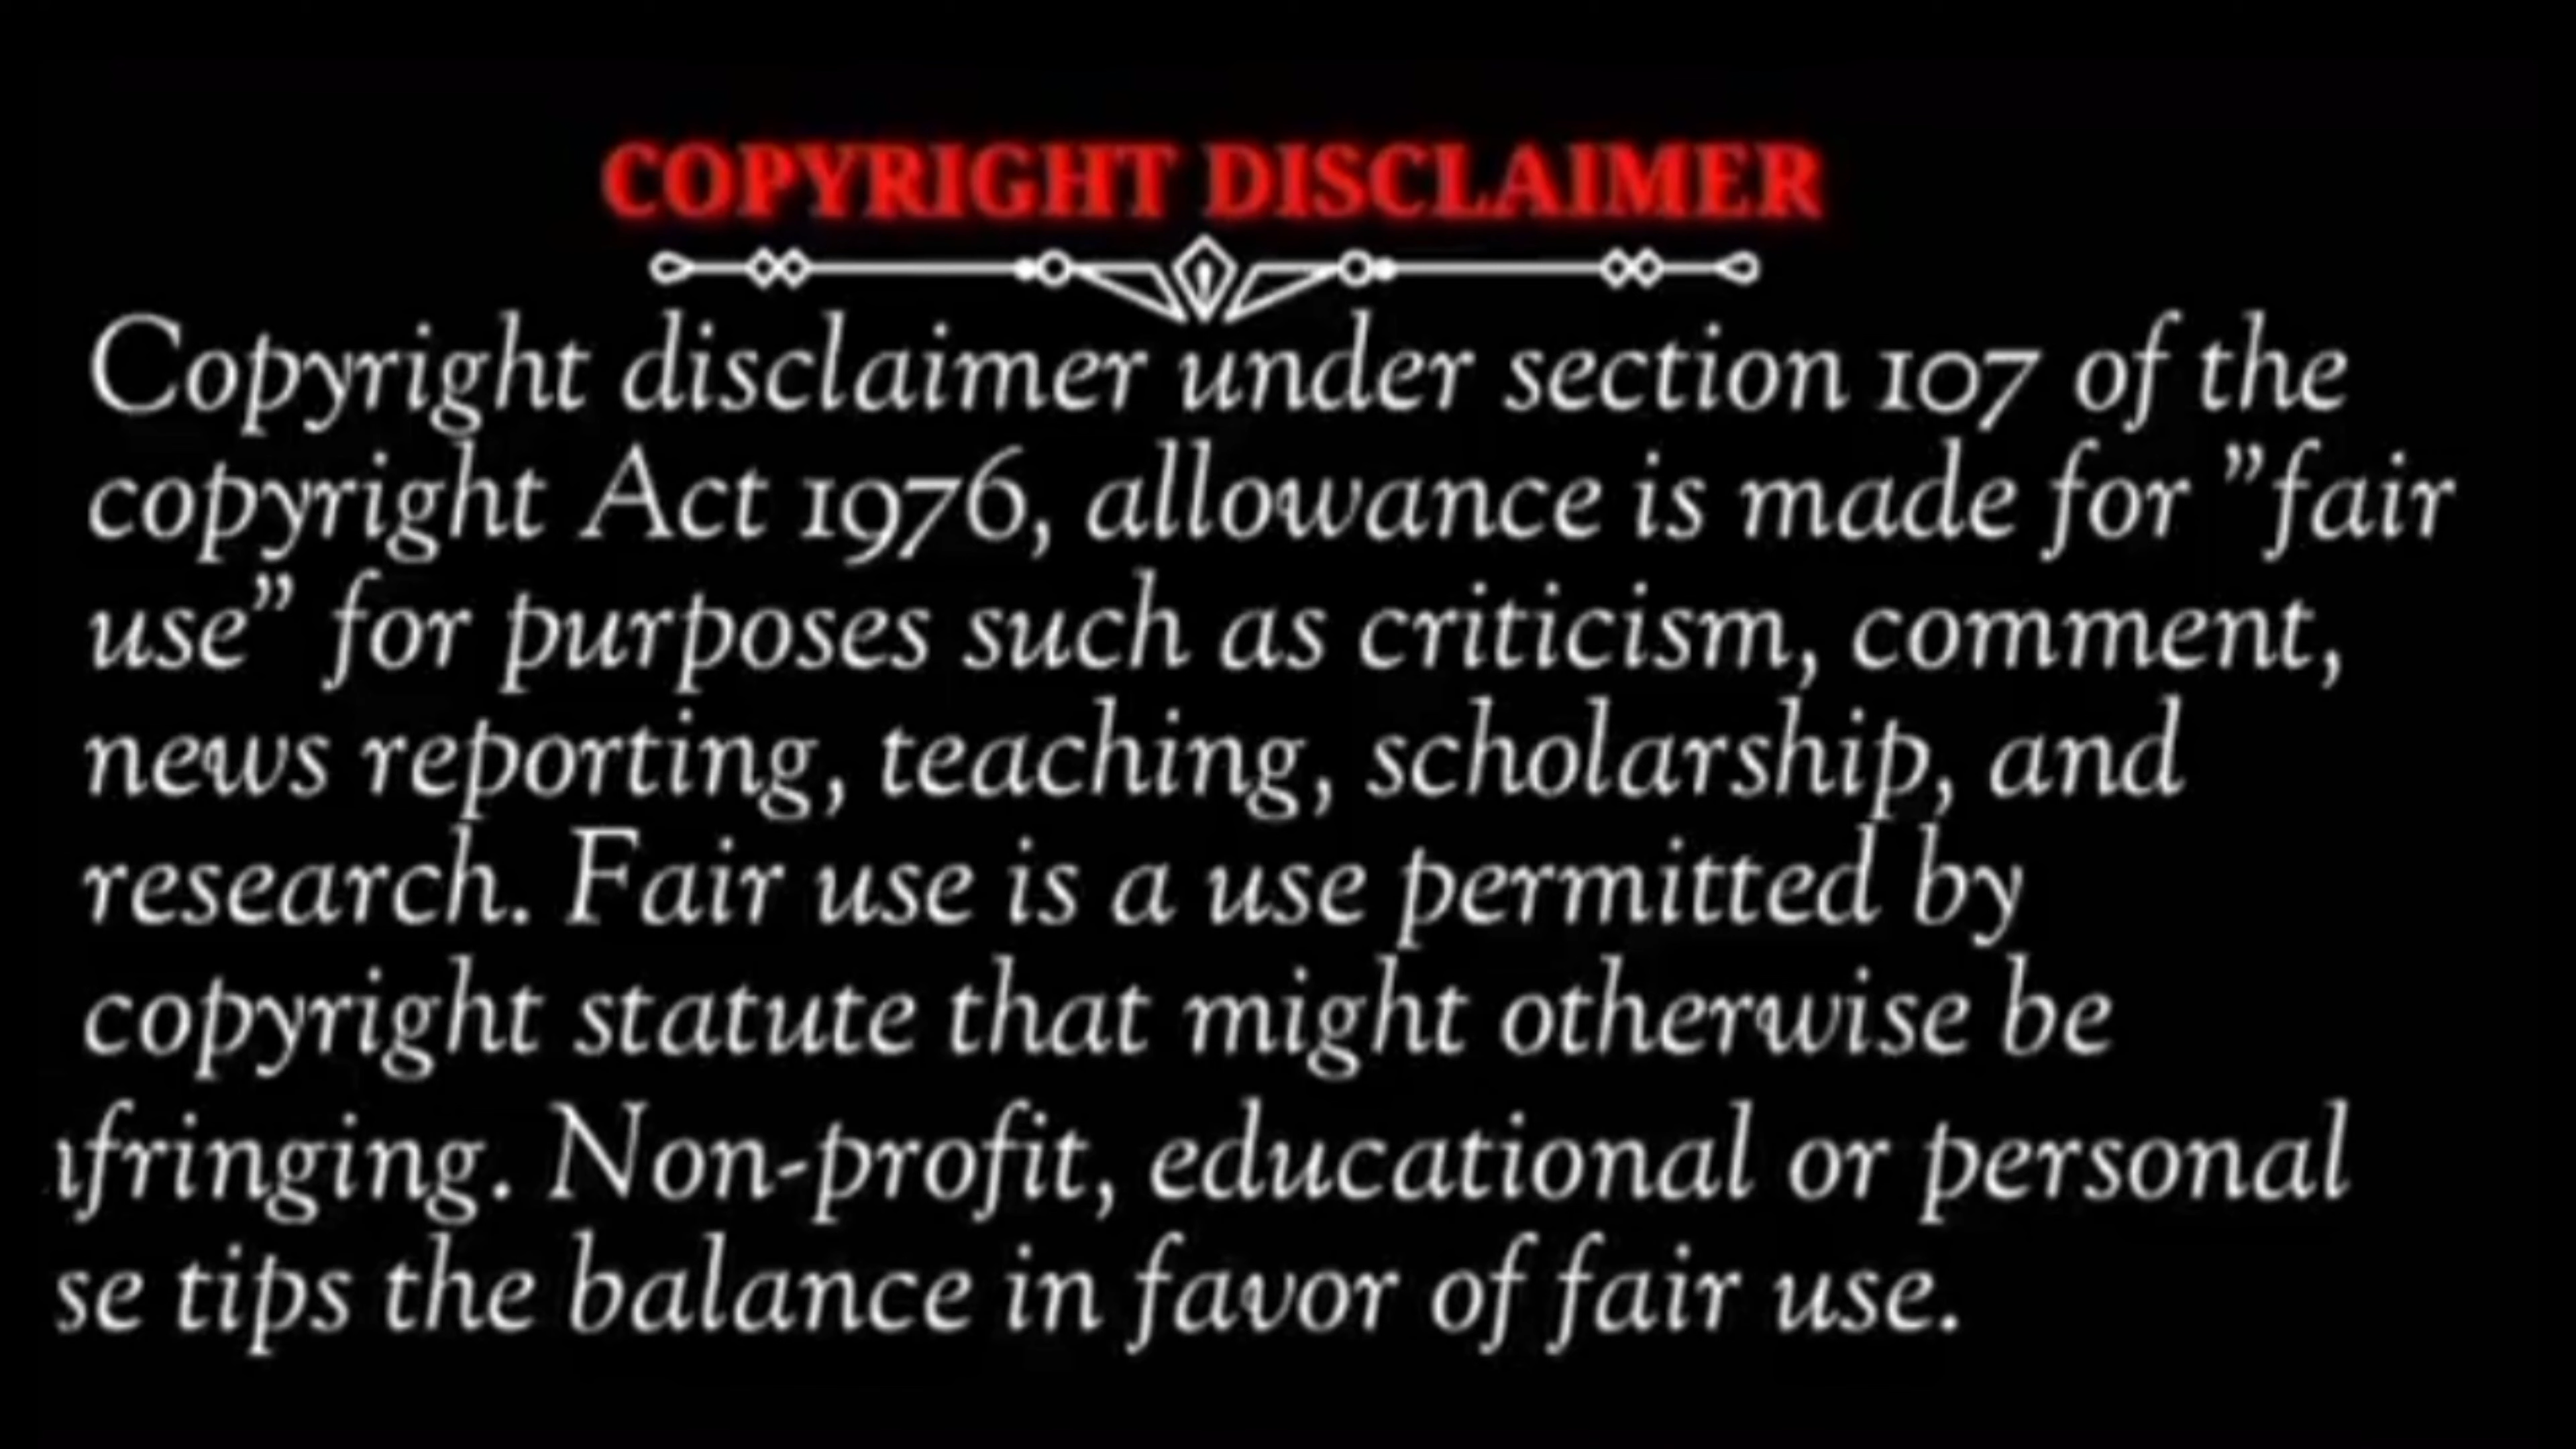 COPYRIGHT DISCLAIMER
Copyright disclaimer under section 107 of the
copyright Act 1976, allowance is made for ”fair
use” for purposes such as criticism, comment,
news reporting, teaching, scholarship, and
research. Fair use is a use permitted by
copyright statute that might otherwise be
fringing. Non-profit, educational or personal
se tips the balance in favor of fair use.